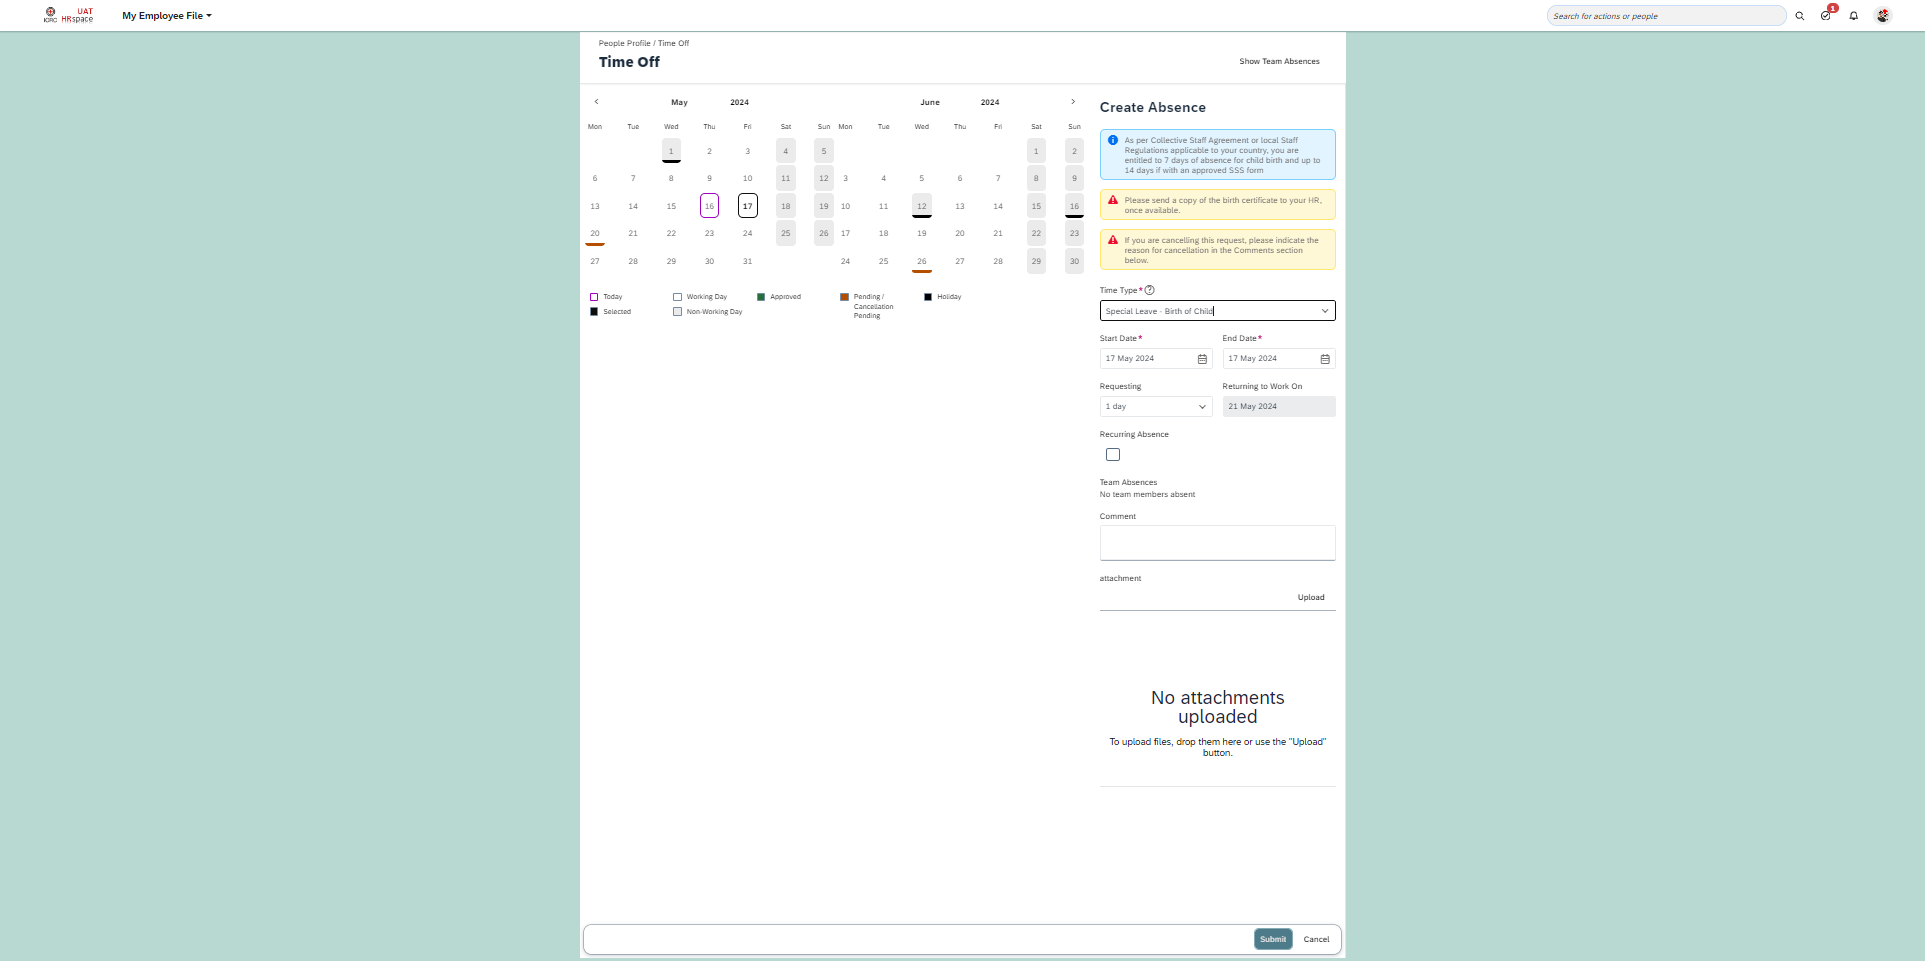 ICRC
UAT
HRspace
My Employee File
Search for actions or people
1
People Profile / Time Off
Time Off
Show Team Absences
May 2024
Mon Tue Wed Thu Fri Sat Sun
1 2 3 4 5
6 7 8 9 10 11 12
13 14 15 16 17 18 19
20 21 22 23 24 25 26
27 28 29 30 31
June 2024
Mon Tue Wed Thu Fri Sat Sun
1 2
3 4 5 6 7 8 9
10 11 12 13 14 15 16
17 18 19 20 21 22 23
24 25 26 27 28 29 30
Today
Working Day
Approved
Pending /
Cancellation
Pending
Holiday
Selected
Non-Working Day
Create Absence
As per Collective Staff Agreement or local Staff
Regulations applicable to your country, you are
entitled to 7 days of absence for child birth and up to
14 days if with an approved SSS form
Please send a copy of the birth certificate to your HR,
once available.
If you are cancelling this request, please indicate the
reason for cancellation in the Comments section
below.
Time Type*
Special Leave - Birth of Child
Start Date* End Date*
17 May 2024 17 May 2024
Requesting Returning to Work On
1 day 21 May 2024
Recurring Absence
Team Absences
No team members absent
Comment
attachment
Upload
No attachments
uploaded
To upload files, drop them here or use the "Upload"
button.
Submit Cancel